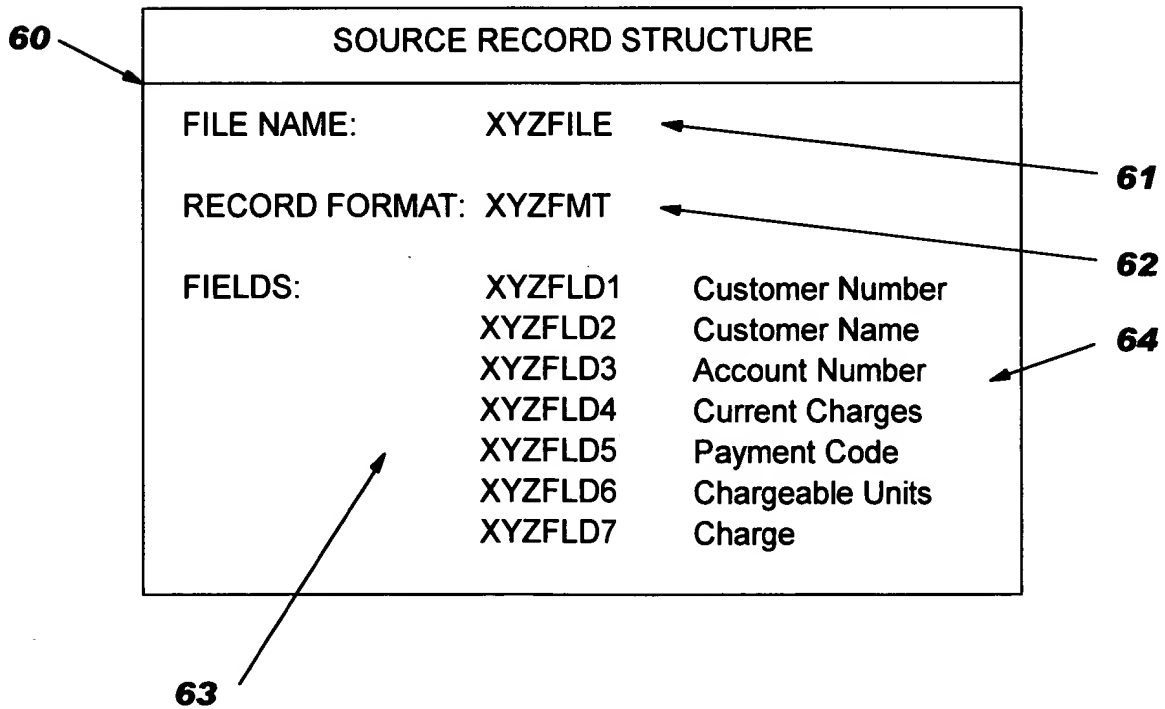 60
SOURCE RECORD STRUCTURE
FILE NAME: XYZFILE
61
RECORD FORMAT: XYZFMT
62
FIELDS: XYZFLD1 Customer Number
XYZFLD2 Customer Name
64
XYZFLD3 Account Number
XYZFLD4 Current Charges
XYZFLD5 Payment Code
XYZFLD6 Chargeable Units
XYZFLD7 Charge
63